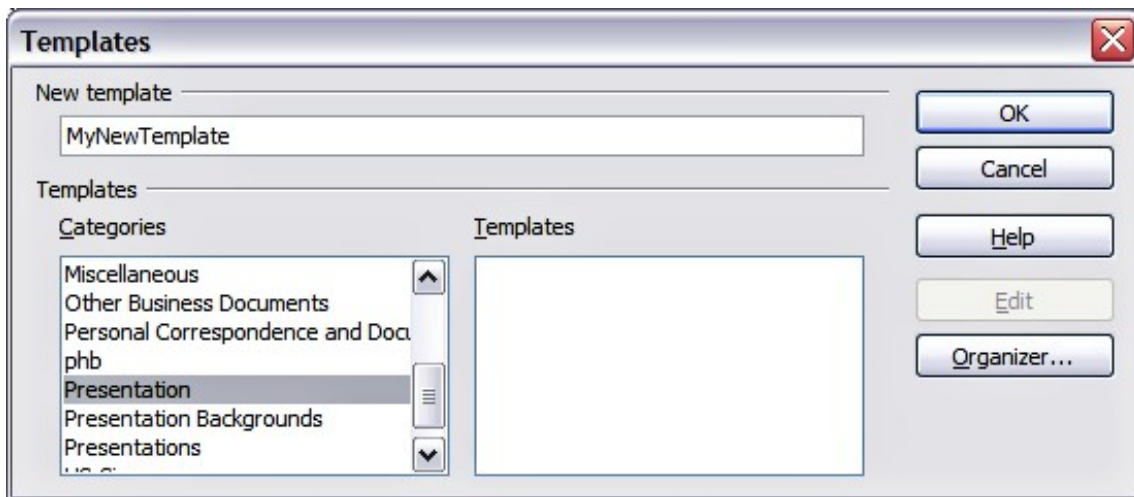 Templates
New template
MyNewTemplate
Templates
Categories
Templates
Miscellaneous
Other Business Documents
Personal Correspondence and Docu
phb
Presentation
Presentation Backgrounds
Presentations
OK
Cancel
Help
Edit
Organizer...